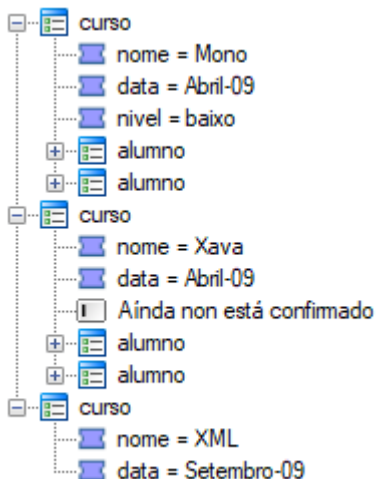 curso
nome = Mono
data = Abril-09
nivel = baixo
alumno
alumno
curso
nome = Xava
data = Abril-09
Aínda non está confirmado
alumno
alumno
curso
nome = XML
data = Setembro-09